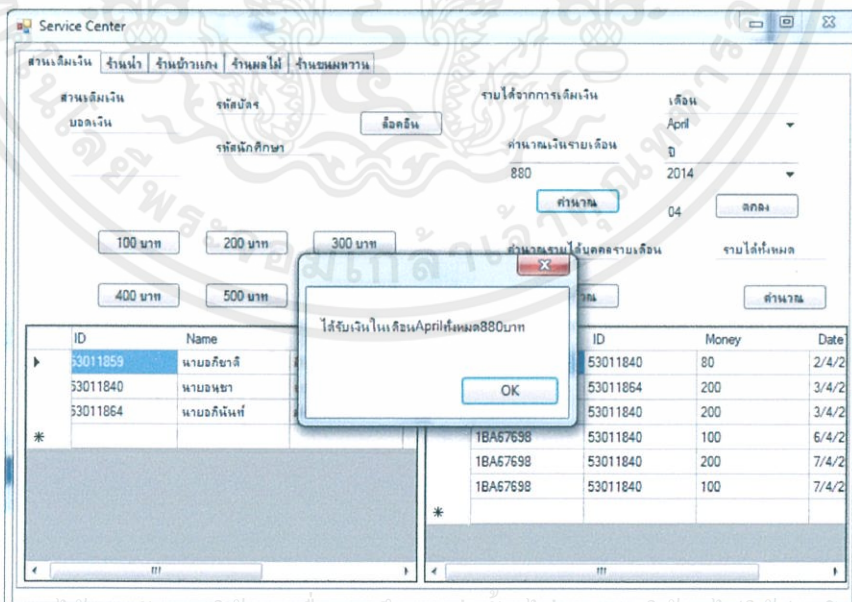 Service Center
ส่วนเติมเงิน ร้านน้ำ ร้านข้าวแกง ร้านผลไม้ ร้านขนมหวาน
ส่วนเติมเงิน รหัสบัตร รายได้จากการเติมเงิน เดือน
ยอดเงิน ล็อคอิน April
รหัสนักศึกษา คำนวณเงินรายเดือน ปี
880 2014
คำนวณ 04 ตกลง
100 บาท 200 บาท 300 บาท คำนวณรายได้บุคคลรายเดือน รายได้ทั้งหมด
400 บาท 500 บาท คำนวณ
ได้รับเงินในเดือนAprilทั้งหมด880บาท
OK
ID Name ID Money Date
53011859 นายอภิยาติ 53011840 80 2/4/2
53011840 นายอนุชา 53011864 200 3/4/2
53011864 นายอภินันท์ 53011840 200 3/4/2
1BA67698 53011840 100 6/4/2
1BA67698 53011840 200 7/4/2
1BA67698 53011840 100 7/4/2